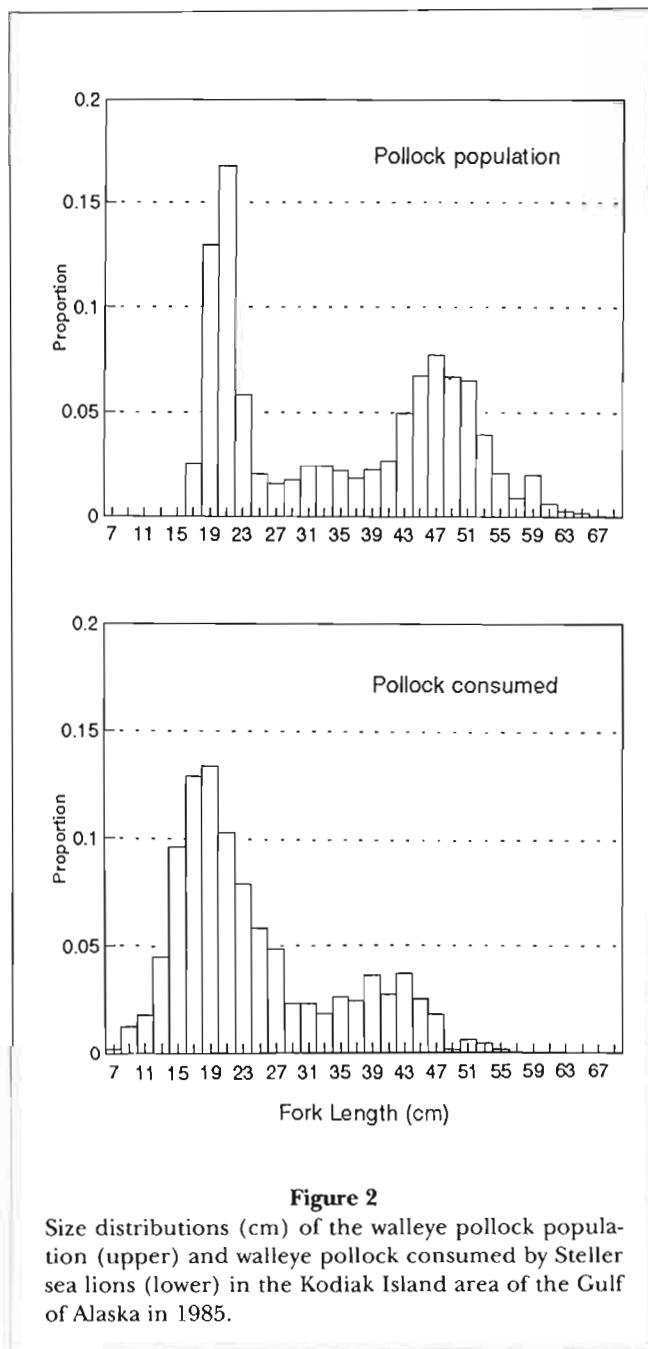 0.2
Pollock population
0.15
0.1
0.05
0
Proportion
7 11 15 19 23 27 31 35 39 43 47 51 55 59 63 67
0.2
Pollock consumed
0.15
0.1
0.05
0
Proportion
7 11 15 19 23 27 31 35 39 43 47 51 55 59 63 67
Fork Length (cm)
Figure 2
Size distributions (cm) of the walleye pollock popula-
tion (upper) and walleye pollock consumed by Steller
sea lions (lower) in the Kodiak Island area of the Gulf
of Alaska in 1985.